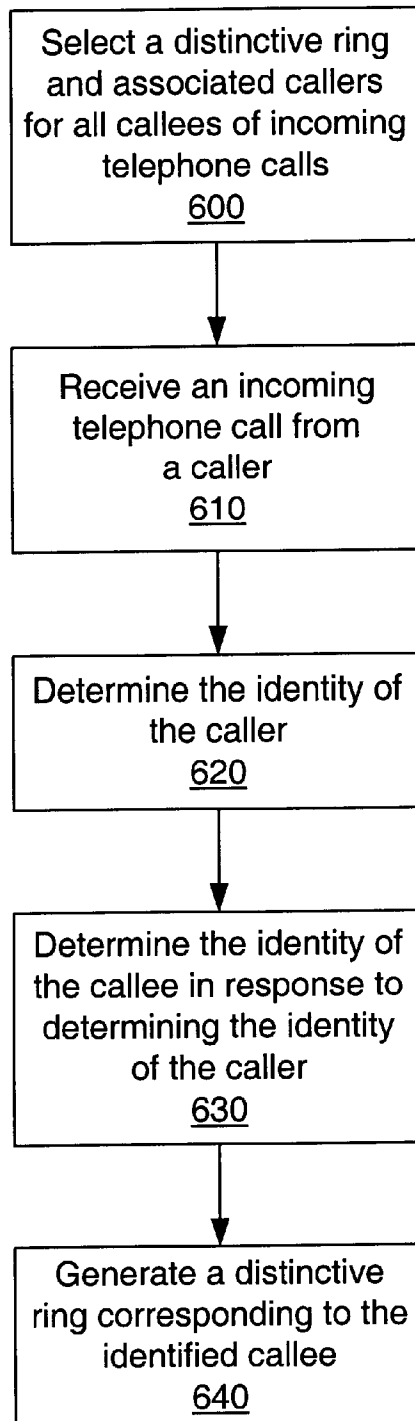 Select a distinctive ring
and associated callers
for all callees of incoming
telephone calls
600
Receive an incoming
telephone call from
a caller
610
Determine the identity of
the caller
620
Determine the identity of
the callee in response to
determining the identity
of the caller
630
Generate a distinctive
ring corresponding to the
identified callee
640